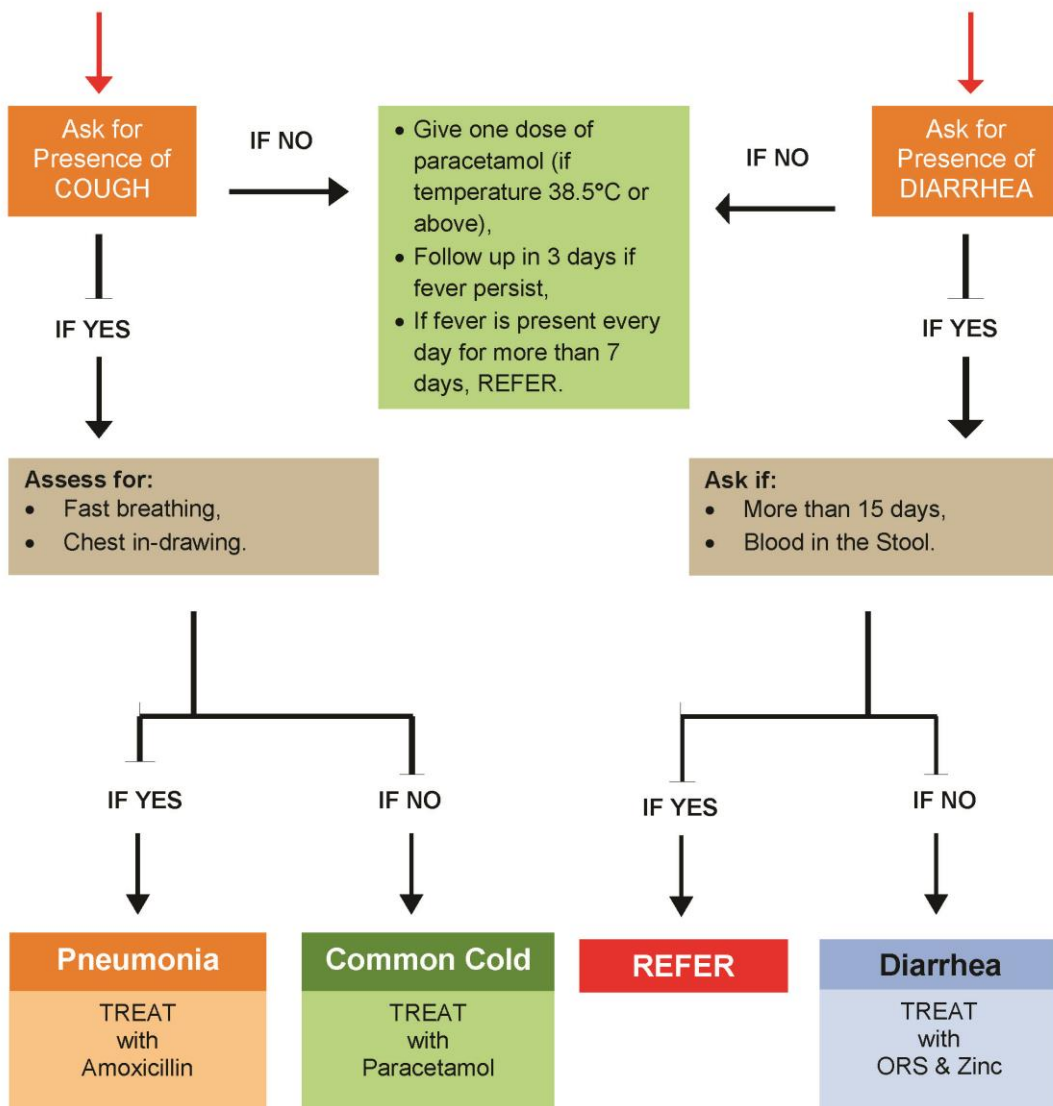 Ask for
Presence of
COUGH
IF NO
• Give one dose of
paracetamol (if
temperature 38.5°C or
above),
• Follow up in 3 days if
fever persist,
• If fever is present every
day for more than 7
days, REFER.
IF NO
Ask for
Presence of
DIARRHEA
IF YES
IF YES
Assess for:
• Fast breathing,
• Chest in-drawing.
Ask if:
• More than 15 days,
• Blood in the Stool.
IF YES
IF NO
IF YES
IF NO
Pneumonia
TREAT
with
Amoxicillin
Common Cold
TREAT
with
Paracetamol
REFER
Diarrhea
TREAT
with
ORS & Zinc